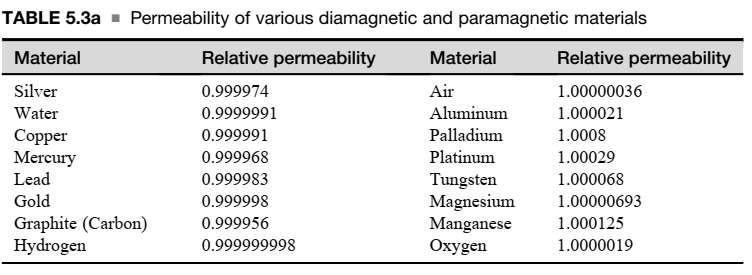 TABLE 5.3a ■ Permeability of various diamagnetic and paramagnetic materials
Material Relative permeability Material Relative permeability
Silver 0.999974 Air 1.00000036
Water 0.9999991 Aluminum 1.000021
Copper 0.999991 Palladium 1.0008
Mercury 0.999968 Platinum 1.00029
Lead 0.999983 Tungsten 1.000068
Gold 0.999998 Magnesium 1.00000693
Graphite (Carbon) 0.999956 Manganese 1.000125
Hydrogen 0.999999998 Oxygen 1.0000019